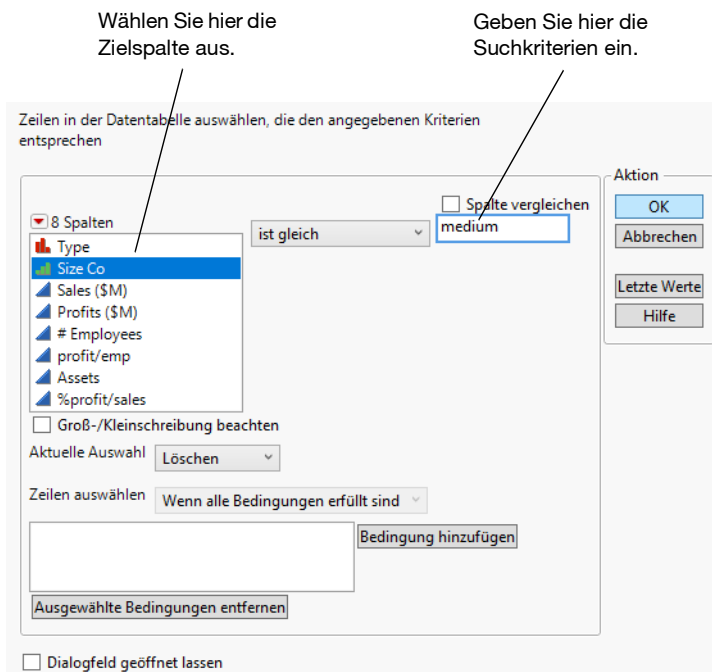 Wählen Sie hier die
Zielspalte aus.
Geben Sie hier die
Suchkriterien ein.
Zeilen in der Datentabelle auswählen, die den angegebenen Kriterien
entsprechen
8 Spalten
Type
Size Co
Sales ($M)
Profits ($M)
# Employees
profit/emp
Assets
%profit/sales
ist gleich
Spalte vergleichen
medium
Groß-/Kleinschreibung beachten
Aktuelle Auswahl
Löschen
Zeilen auswählen
Wenn alle Bedingungen erfüllt sind
Bedingung hinzufügen
Ausgewählte Bedingungen entfernen
Dialogfeld geöffnet lassen
Aktion
OK
Abbrechen
Letzte Werte
Hilfe